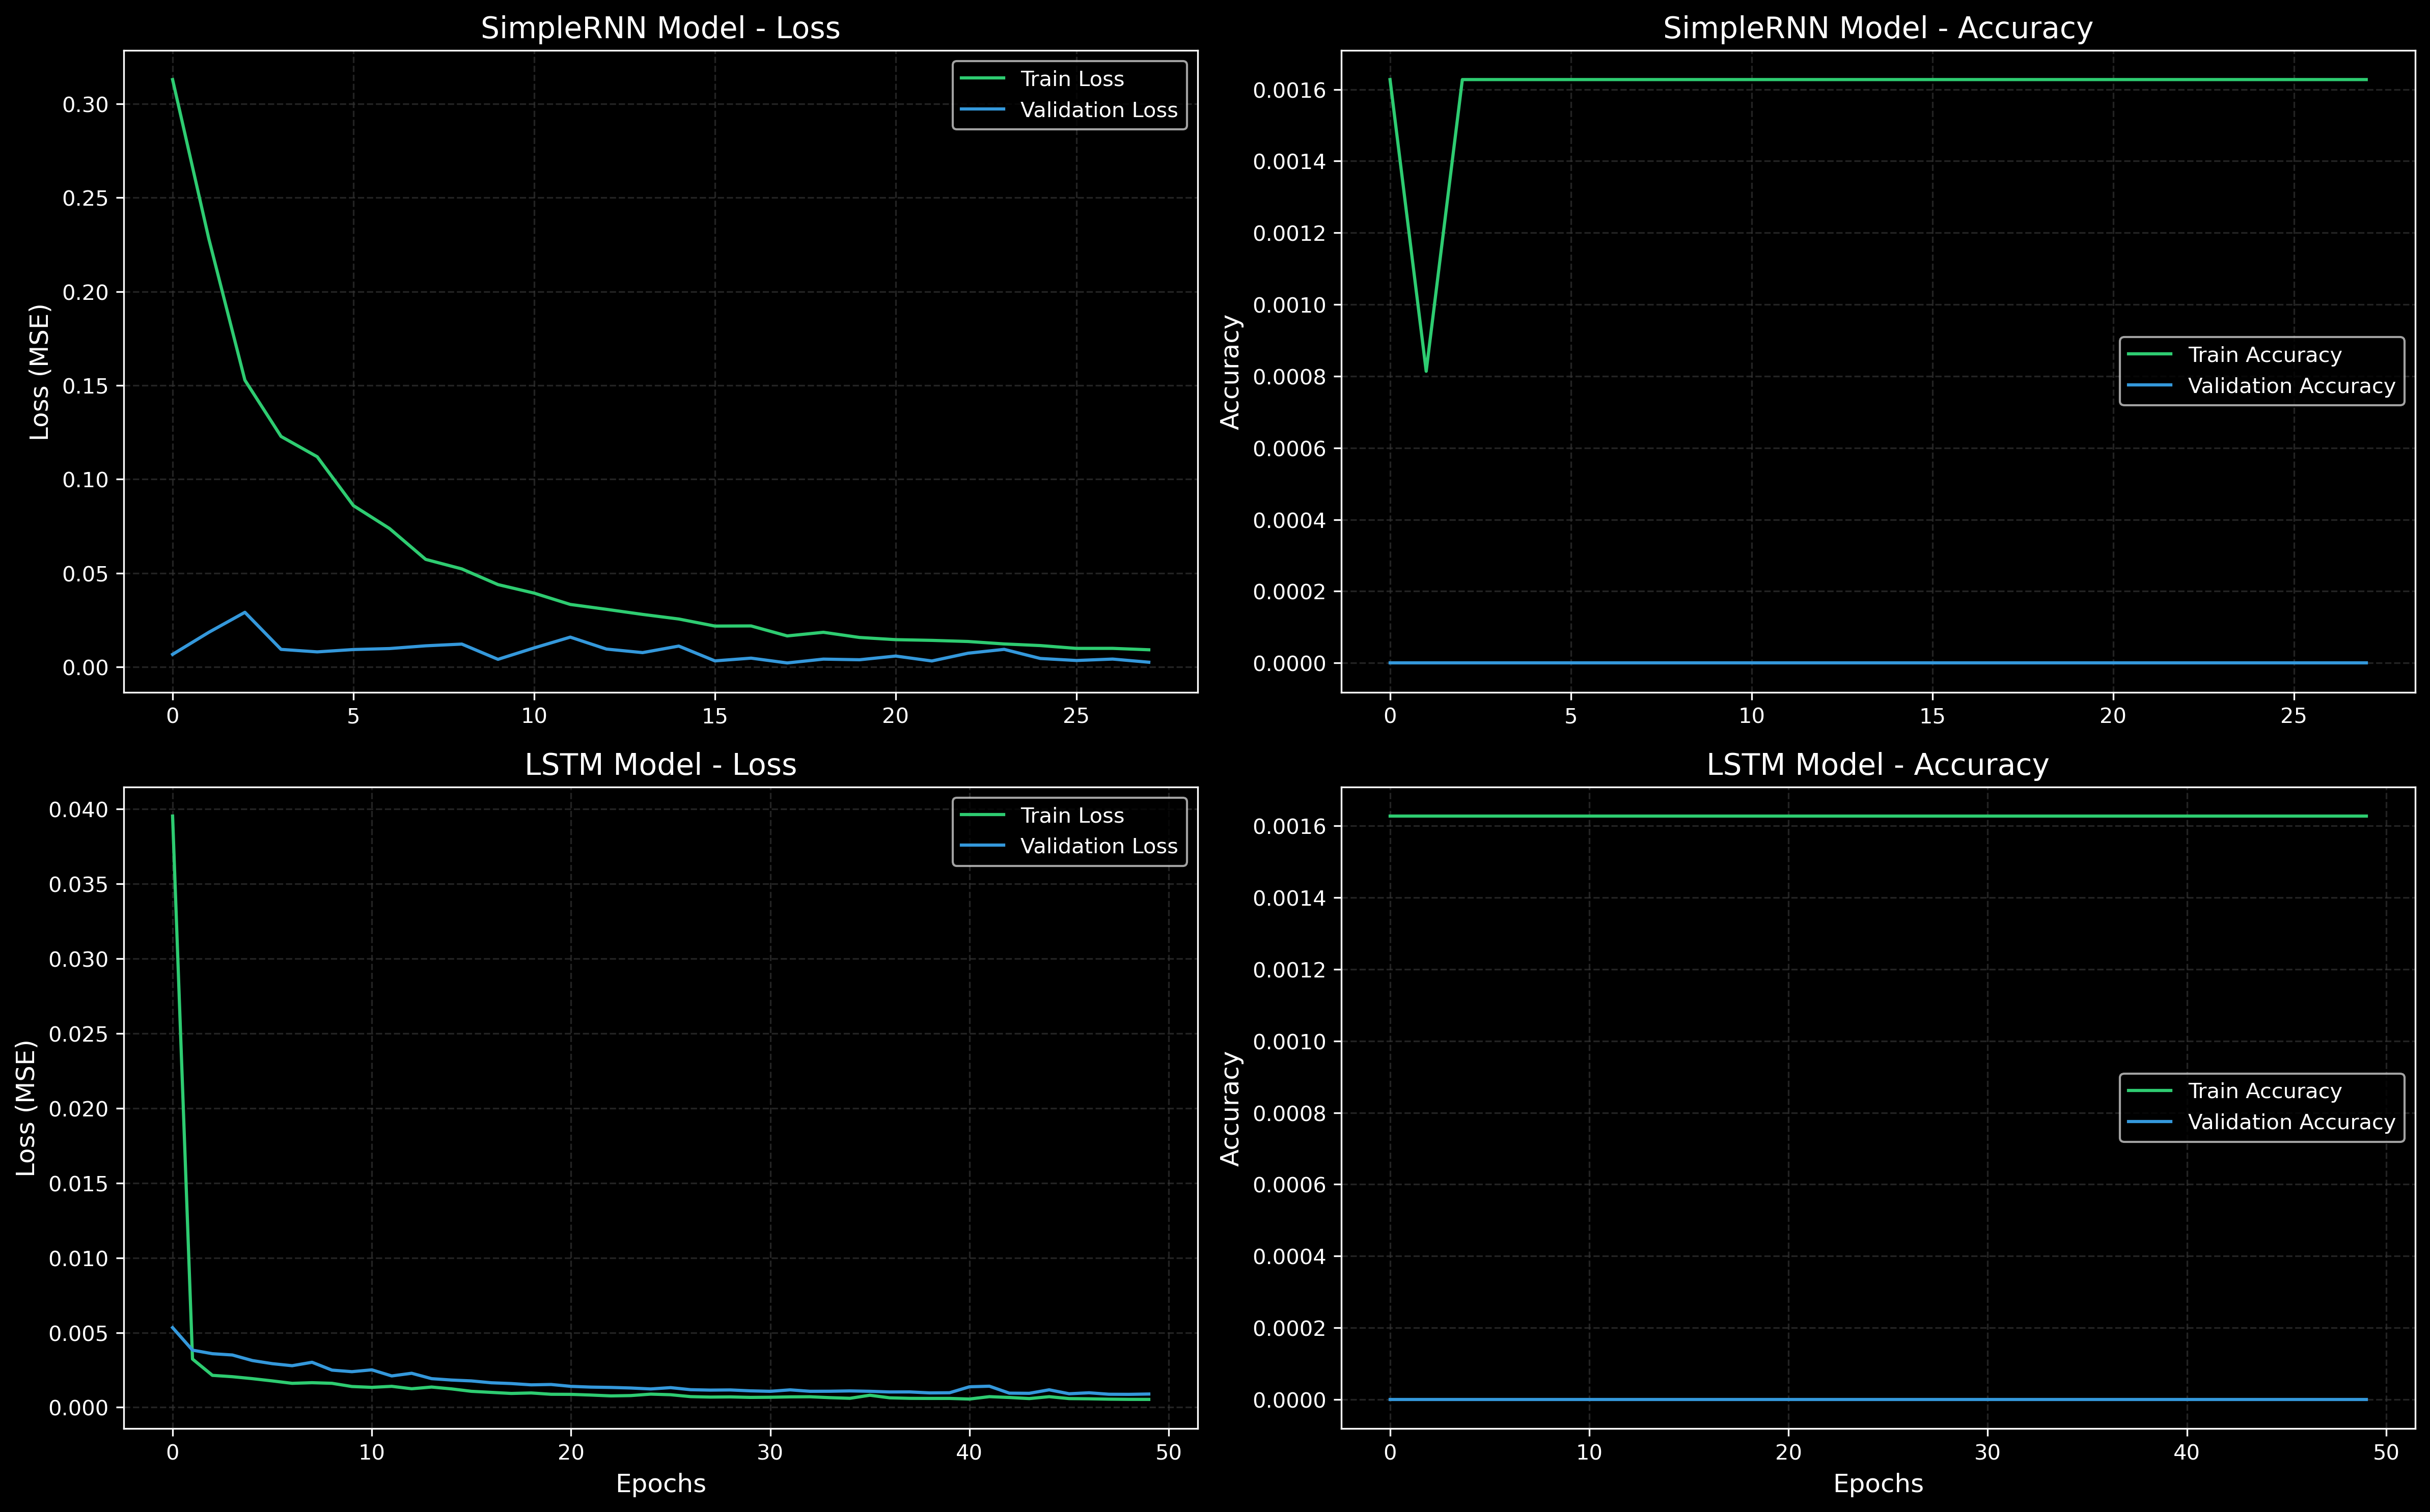 SimpleRNN Model - Loss
Loss (MSE)
0.30
0.25
0.20
0.15
0.10
0.05
0.00
0 5 10 15 20 25
Train Loss
Validation Loss
SimpleRNN Model - Accuracy
Accuracy
0.0016
0.0014
0.0012
0.0010
0.0008
0.0006
0.0004
0.0002
0.0000
0 5 10 15 20 25
Train Accuracy
Validation Accuracy
LSTM Model - Loss
Loss (MSE)
0.040
0.035
0.030
0.025
0.020
0.015
0.010
0.005
0.000
0 10 20 30 40 50
Epochs
Train Loss
Validation Loss
LSTM Model - Accuracy
Accuracy
0.0016
0.0014
0.0012
0.0010
0.0008
0.0006
0.0004
0.0002
0.0000
0 10 20 30 40 50
Epochs
Train Accuracy
Validation Accuracy